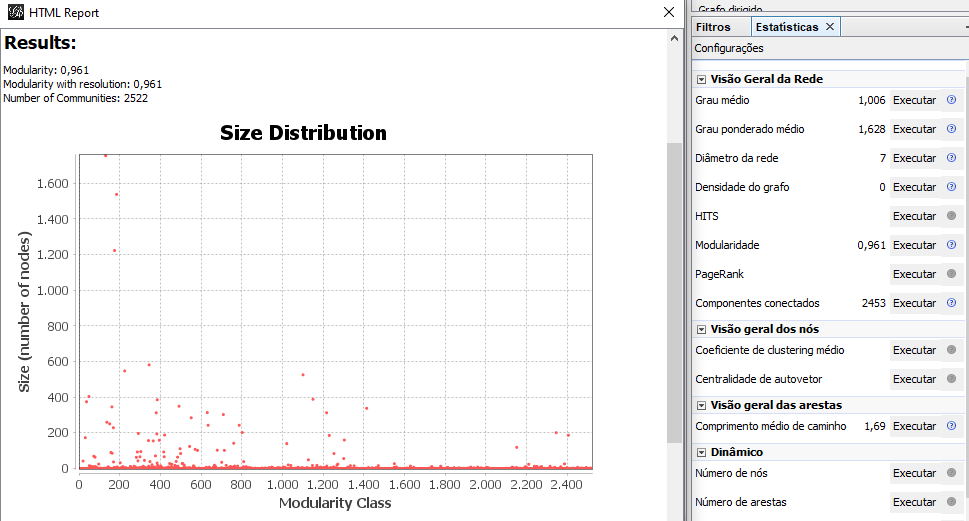 HTML Report
Results:
Modularity: 0,961
Modularity with resolution: 0,961
Number of Communities: 2522
Size Distribution
Size (number of nodes)
1.600
1.400
1.200
1.000
800
600
400
200
0
0 200 400 600 800 1.000 1.200 1.400 1.600 1.800 2.000 2.200 2.400
Modularity Class
Grafo dirigido
Filtros Estatísticas
Configurações
Visão Geral da Rede
Grau médio 1,006 Executar ?
Grau ponderado médio 1,628 Executar ?
Diâmetro da rede 7 Executar ?
Densidade do grafo 0 Executar ?
HITS Executar
Modularidade 0,961 Executar ?
PageRank Executar
Componentes conectados 2453 Executar ?
Visão geral dos nós
Coeficiente de clustering médio Executar
Centralidade de autovetor Executar
Visão geral das arestas
Comprimento médio de caminho 1,69 Executar ?
Dinâmico
Número de nós Executar
Número de arestas Executar